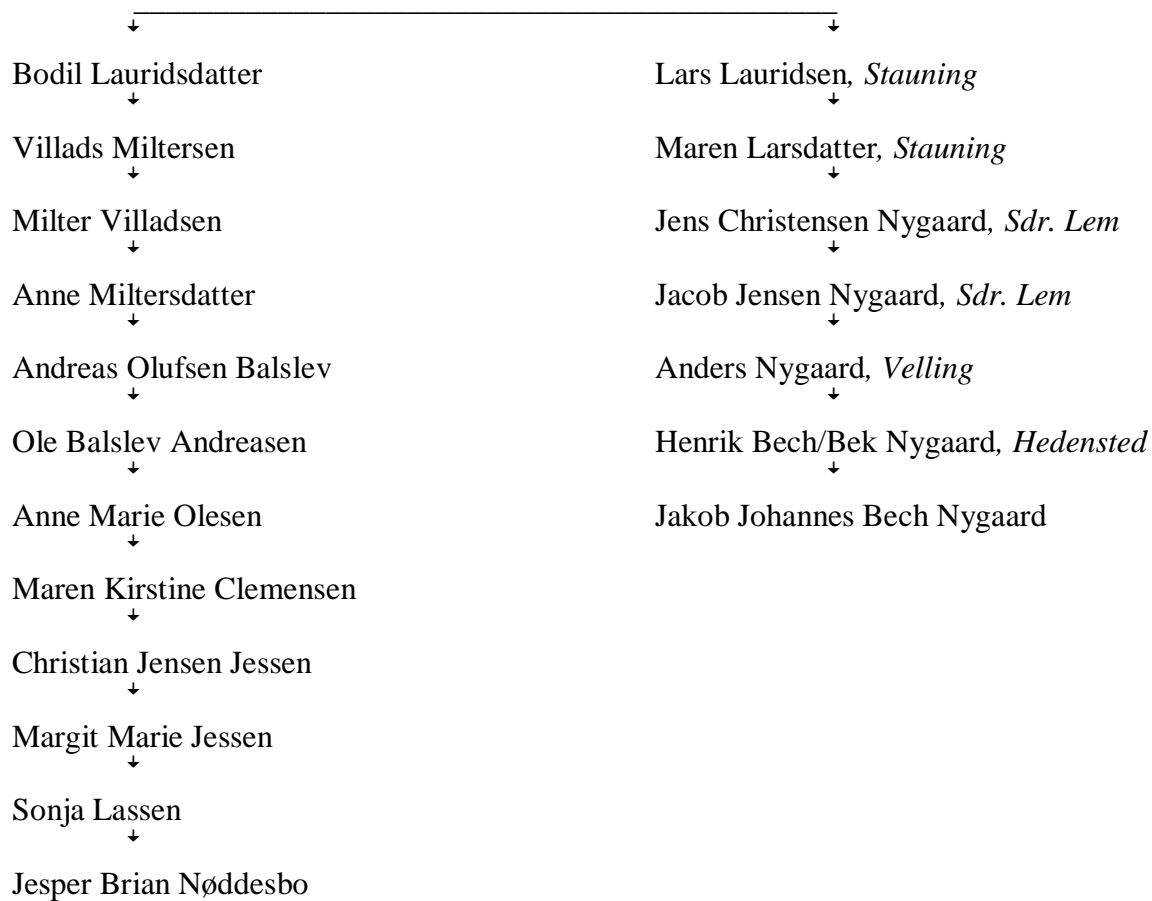 Bodil Lauridsdatter Lars Lauridsen, Stauning
Villads Miltersen Maren Larsdatter, Stauning
Milter Villadsen Jens Christensen Nygaard, Sdr. Lem
Anne Miltersdatter Jacob Jensen Nygaard, Sdr. Lem
Andreas Olufsen Balslev Anders Nygaard, Velling
Ole Balslev Andreasen Henrik Bech/Bek Nygaard, Hedensted
Anne Marie Olesen Jakob Johannes Bech Nygaard
Maren Kirstine Clemensen
Christian Jensen Jessen
Margit Marie Jessen
Sonja Lassen
Jesper Brian Nøddesbo